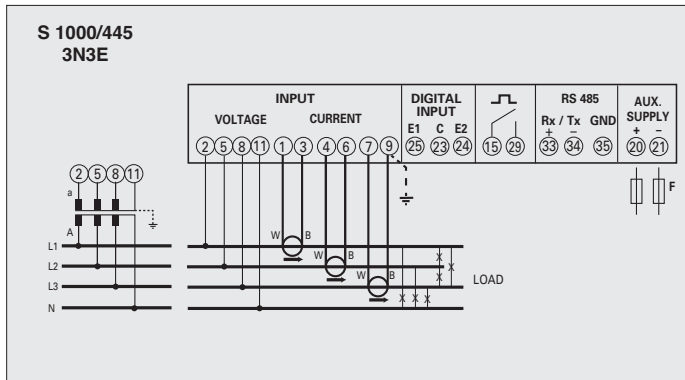 S 1000/445
3N3E
INPUT
VOLTAGE CURRENT
2 5 8 11 1 3 4 6 7 9
DIGITAL
INPUT
E1 C E2
25 23 24
15 29
RS 485
Rx / Tx GND
+ −
33 34 35
AUX.
SUPPLY
+ −
20 21
F
2 5 8 11
a
A
L1
L2
L3
N
W B
W B
W B
X X X X X X
LOAD